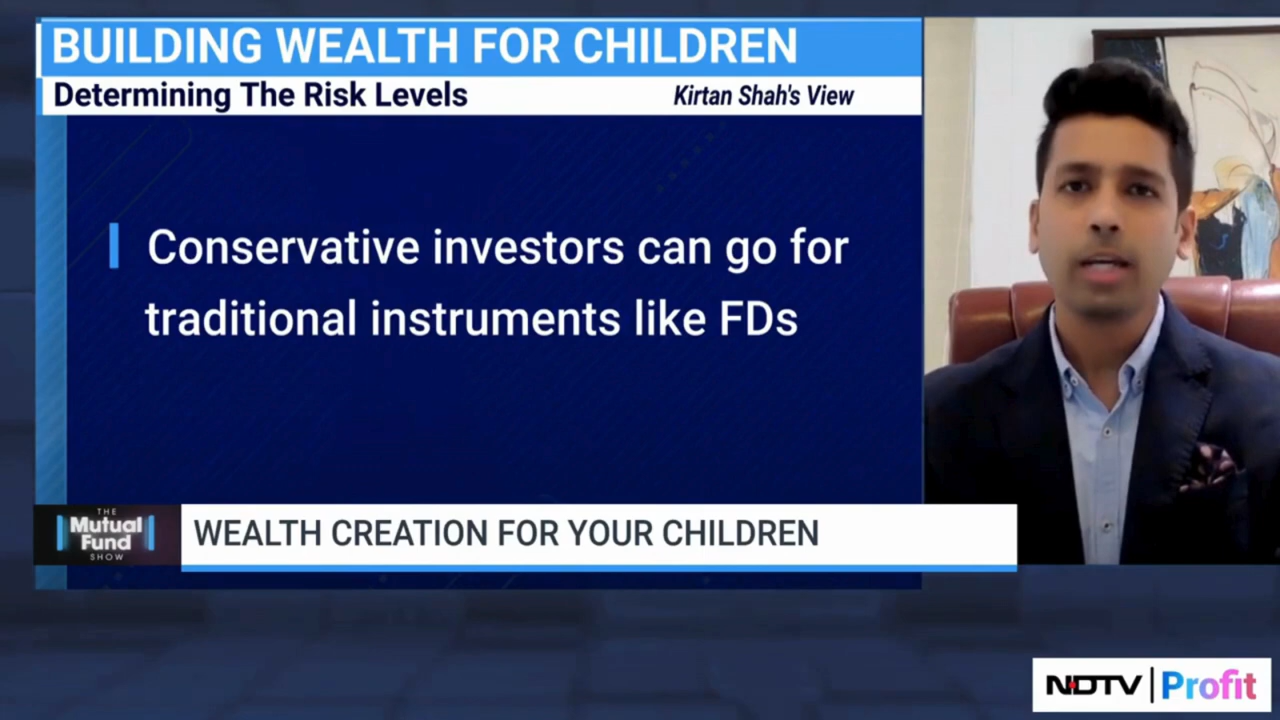 BUILDING WEALTH FOR CHILDREN
Determining The Risk Levels
Kirtan Shah's View
Conservative investors can go for
traditional instruments like FDs
THE
Mutual
Fund
SHOW
WEALTH CREATION FOR YOUR CHILDREN
NDTV Profit